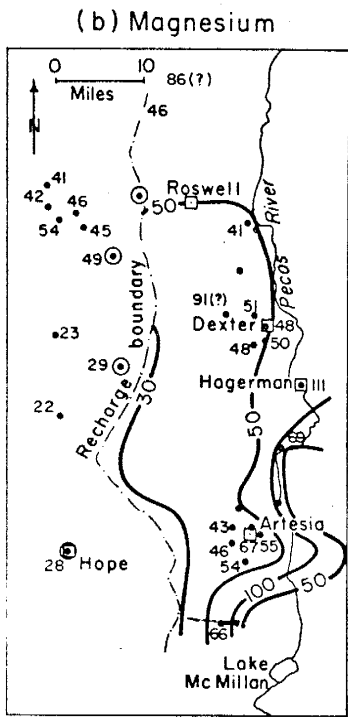 (b) Magnesium
0 10
Miles
86(?)
46
N
41
42
54
46
45
49
50
Roswell
41
River
Pecos
91(?)
51
Dexter
48
50
48
23
29
Recharge boundary
30
22
Hagerman
111
50
69
28
Hope
43
46
54
Artesia
67
55
100
50
66
Lake
McMillan